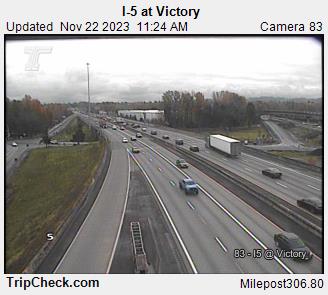 I-5 at Victory
Updated Nov 22 2023 11:24 AM Camera 83
T
S
83 - I5 @ Victory
TripCheck.com Milepost306.80